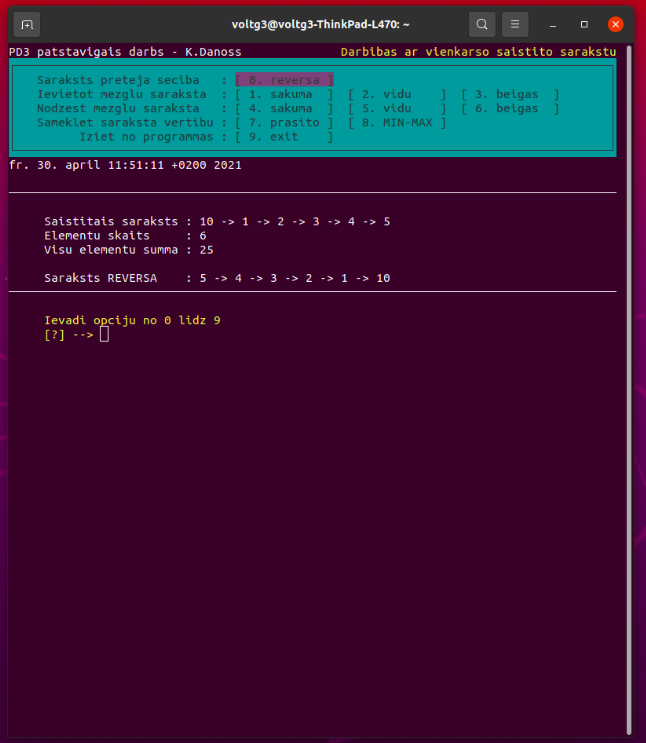 voltg3@voltg3-ThinkPad-L470: ~
PD3 patstavigais darbs - K.Danoss Darbibas ar vienkarso saistito sarakstu
Saraksts preteja seciba : [ 0. reversa ]
Ievietot mezglu saraksta : [ 1. sakuma ] [ 2. vidu ] [ 3. beigas ]
Nodzest mezglu saraksta : [ 4. sakuma ] [ 5. vidu ] [ 6. beigas ]
Sameklet saraksta vertibu : [ 7. prasito ] [ 8. MIN-MAX ]
Iziet no programmas : [ 9. exit ]
fr. 30. april 11:51:11 +0200 2021
Saistitais saraksts : 10 -> 1 -> 2 -> 3 -> 4 -> 5
Elementu skaits : 6
Visu elementu summa : 25
Saraksts REVERSA : 5 -> 4 -> 3 -> 2 -> 1 -> 10
Ievadi opciju no 0 lidz 9
[?] -->